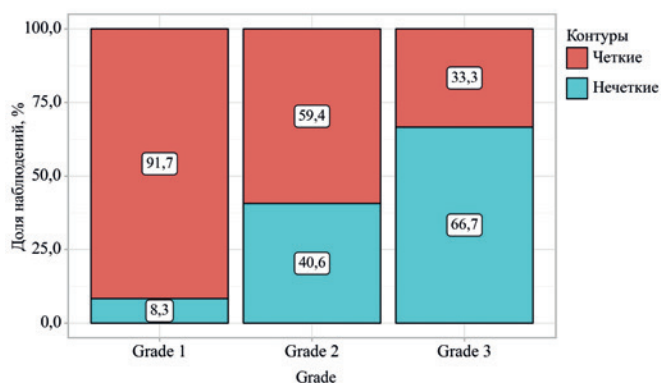 Доля наблюдений, %
100,0
75,0
50,0
25,0
0,0
91,7
8,3
59,4
40,6
33,3
66,7
Grade 1
Grade 2
Grade 3
Grade
Контуры
Четкие
Нечеткие